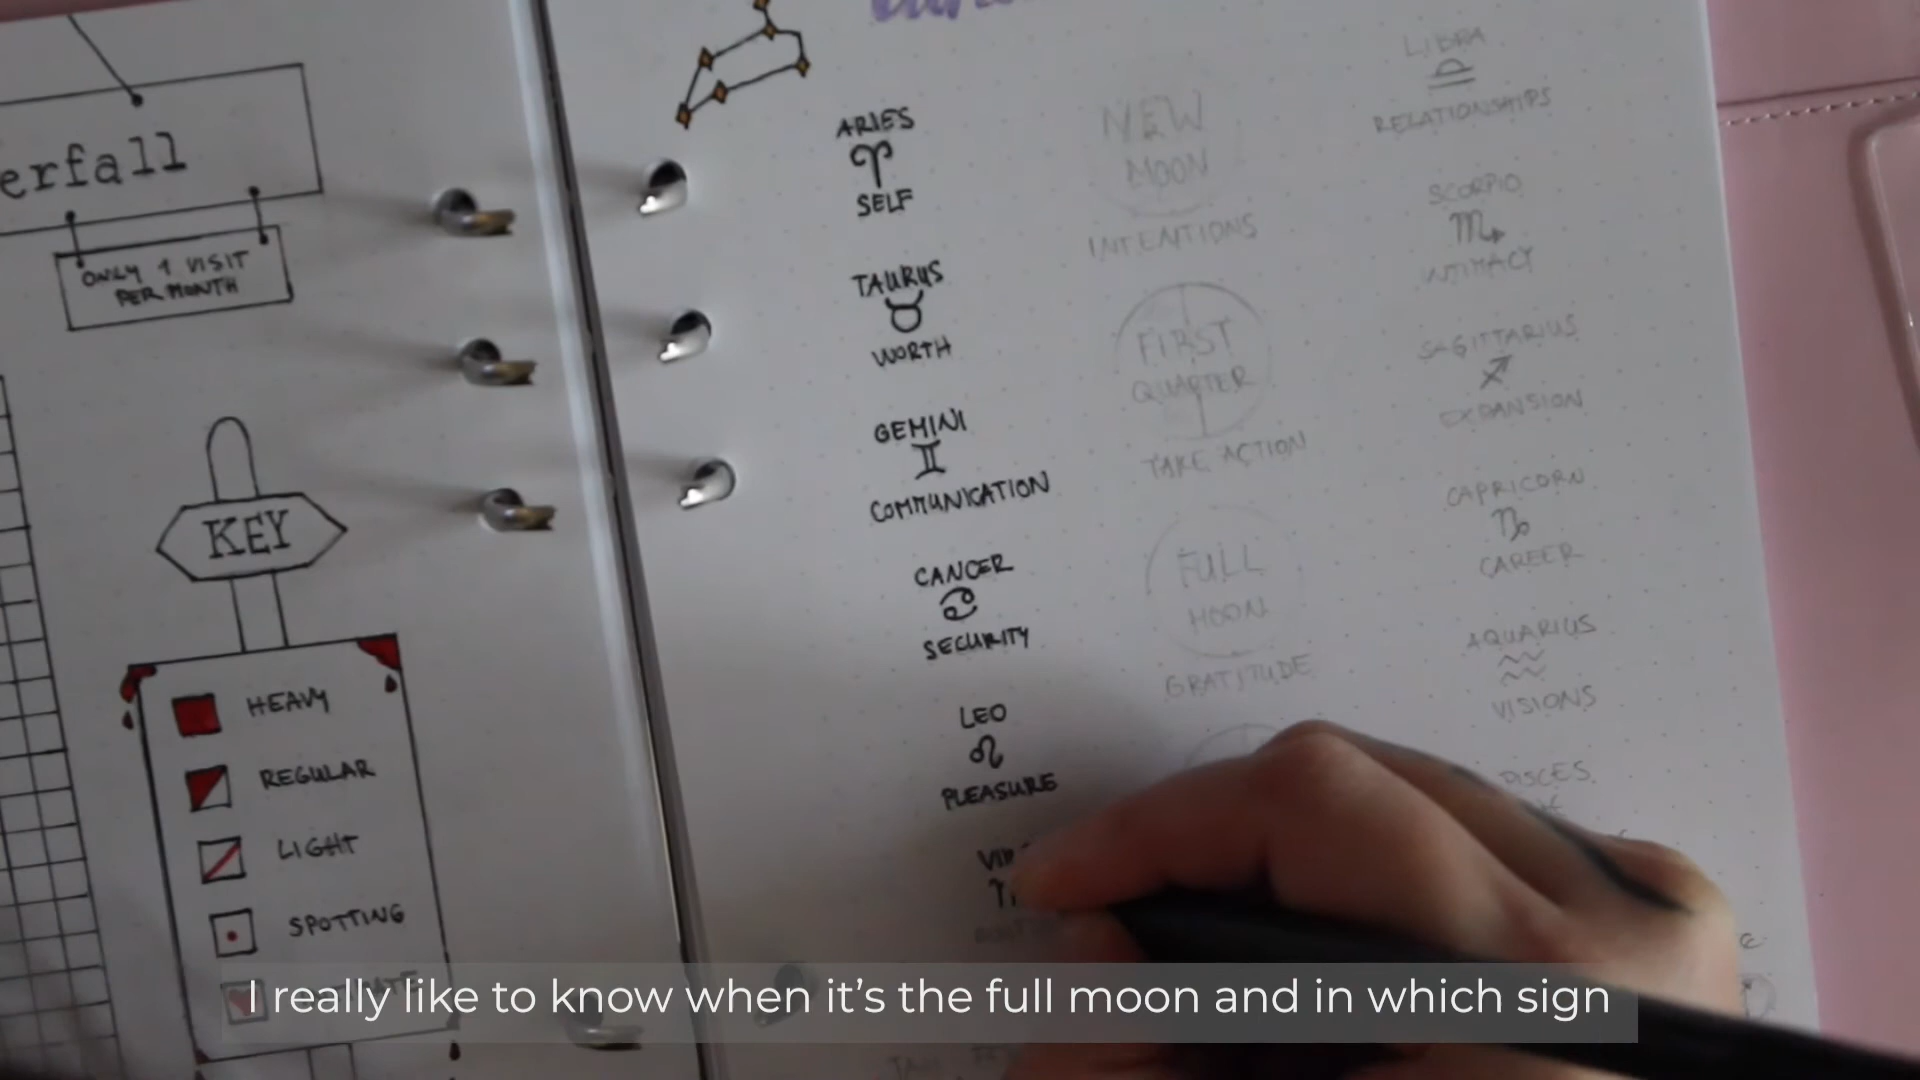 erfall
ONLY 1 VISIT
PER MONTH
KEY
HEAVY
REGULAR
LIGHT
SPOTTING
ARIES
SELF
TAURUS
WORTH
GEMINI
COMMUNICATION
CANCER
SECURITY
LEO
PLEASURE
NEW
MOON
INTENTIONS
FIRST
QUARTER
TAKE ACTION
FULL
MOON
GRATITUDE
LIBRA
RELATIONSHIPS
SCORPIO
INTIMACY
SAGITTARIUS
EXPANSION
CAPRICORN
CAREER
AQUARIUS
VISIONS
PISCES
I really like to know when it's the full moon and in which sign